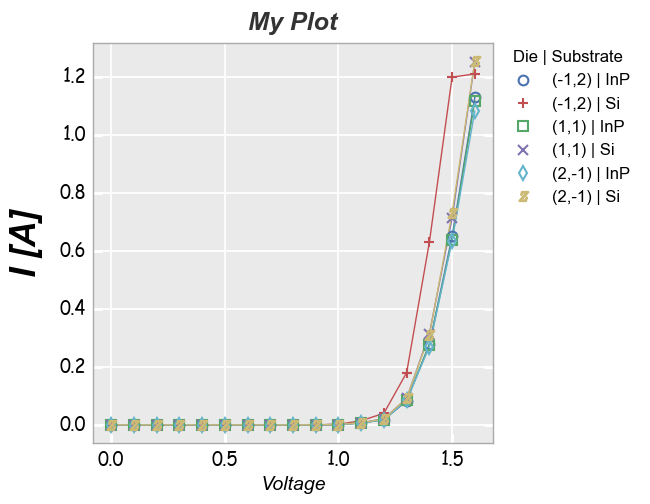 My Plot
I [A]
1.2
1.0
0.8
0.6
0.4
0.2
0.0
0.0 0.5 1.0 1.5
Voltage
Die | Substrate
(-1,2) | InP
(-1,2) | Si
(1,1) | InP
(1,1) | Si
(2,-1) | InP
(2,-1) | Si